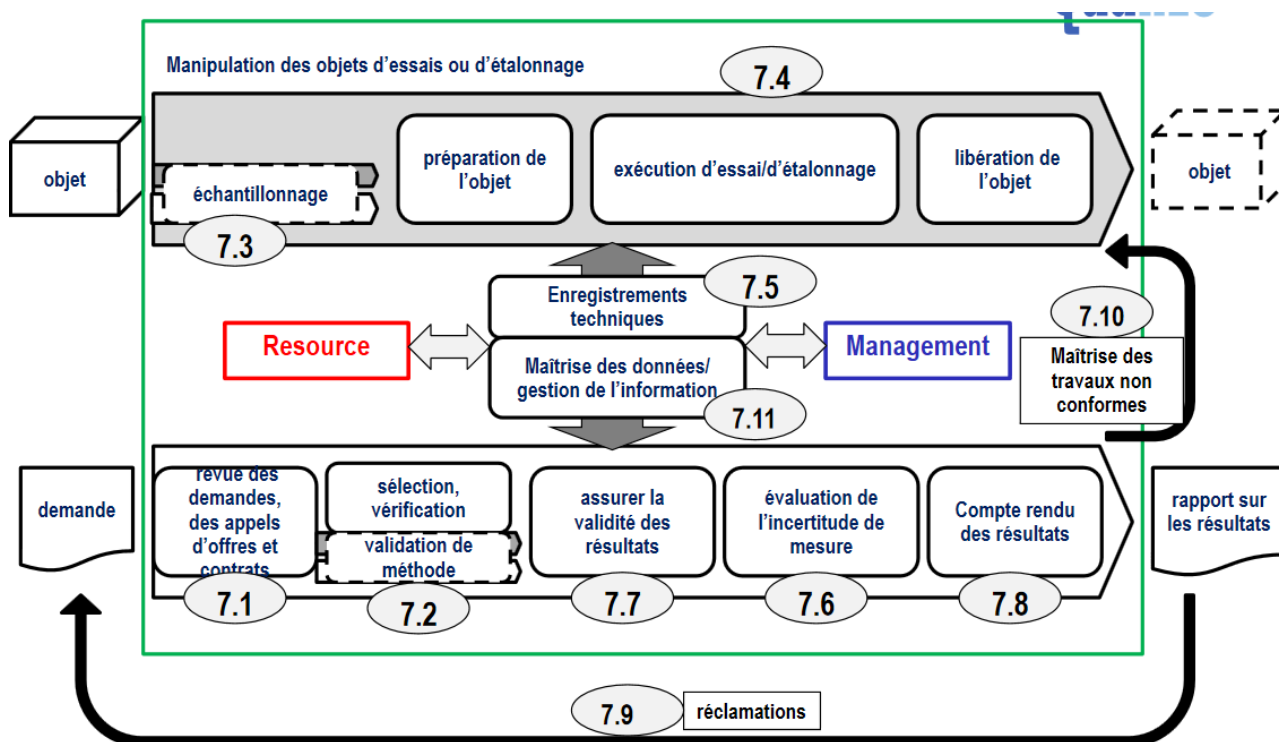 Manipulation des objets d'essais ou d'étalonnage
7.4
objet
échantillonnage
préparation de
l'objet
exécution d'essai/d'étalonnage
libération de
l'objet
objet
7.3
Enregistrements
techniques
7.5
Resource
Maîtrise des données/
gestion de l'information
7.11
Management
7.10
Maîtrise des
travaux non
conformes
demande
revue des
demandes,
des appels
d'offres et
contrats
7.1
sélection,
vérification
validation de
méthode
7.2
assurer la
validité des
résultats
7.7
évaluation de
l'incertitude de
mesure
7.6
Compte rendu
des résultats
7.8
rapport sur
les résultats
7.9
réclamations